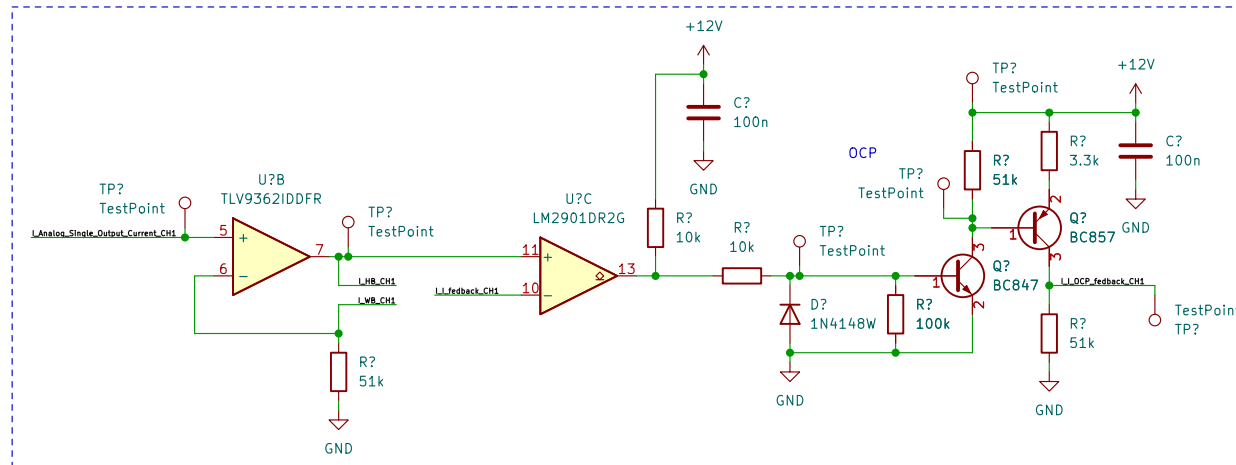 +12V
C?
100n
GND
TP?
TestPoint
+12V
C?
100n
GND
R?
51k
R?
3.3k
OCP
TP?
TestPoint
U?B
TLV9362IDDFR
TP?
TestPoint
I_Analog_Single_Output_Current_CH1
5
+
6
−
7
TP?
TestPoint
I_HB_CH1
I_WB_CH1
R?
51k
GND
U?C
LM2901DR2G
11
+
10
−
13
I_I_fedback_CH1
R?
10k
R?
10k
TP?
TestPoint
D?
1N4148W
GND
R?
100k
1
3
2
Q?
BC847
1
2
3
Q?
BC857
I_I_OCP_fedback_CH1
TestPoin
TP?
R?
51k
GND